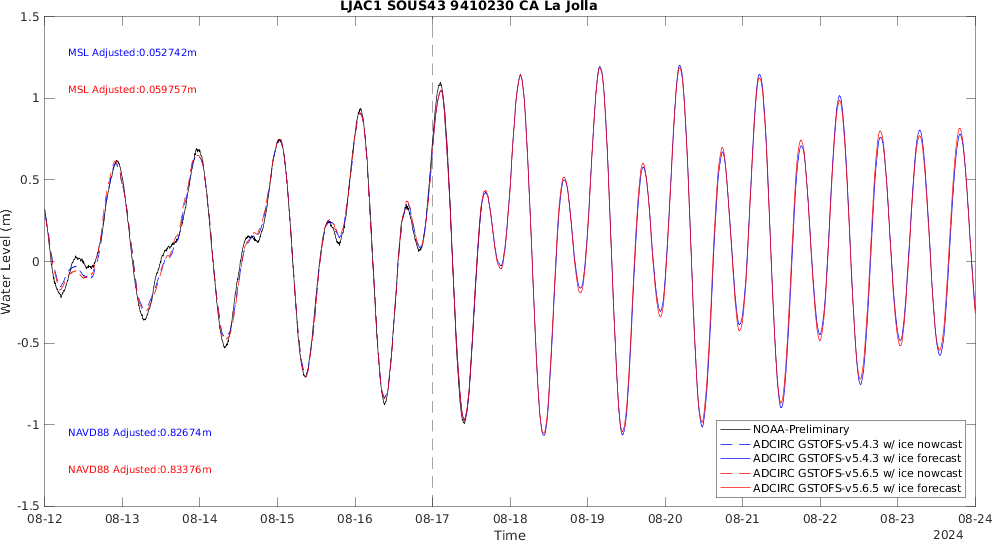 LJAC1 SOUS43 9410230 CA La Jolla
1.5
1
0.5
0
-0.5
-1
-1.5
Water Level (m)
MSL Adjusted:0.052742m
MSL Adjusted:0.059757m
NAVD88 Adjusted:0.82674m
NAVD88 Adjusted:0.83376m
NOAA-Preliminary
ADCIRC GSTOFS-v5.4.3 w/ ice nowcast
ADCIRC GSTOFS-v5.4.3 w/ ice forecast
ADCIRC GSTOFS-v5.6.5 w/ ice nowcast
ADCIRC GSTOFS-v5.6.5 w/ ice forecast
08-12 08-13 08-14 08-15 08-16 08-17 08-18 08-19 08-20 08-21 08-22 08-23 08-24
Time
2024